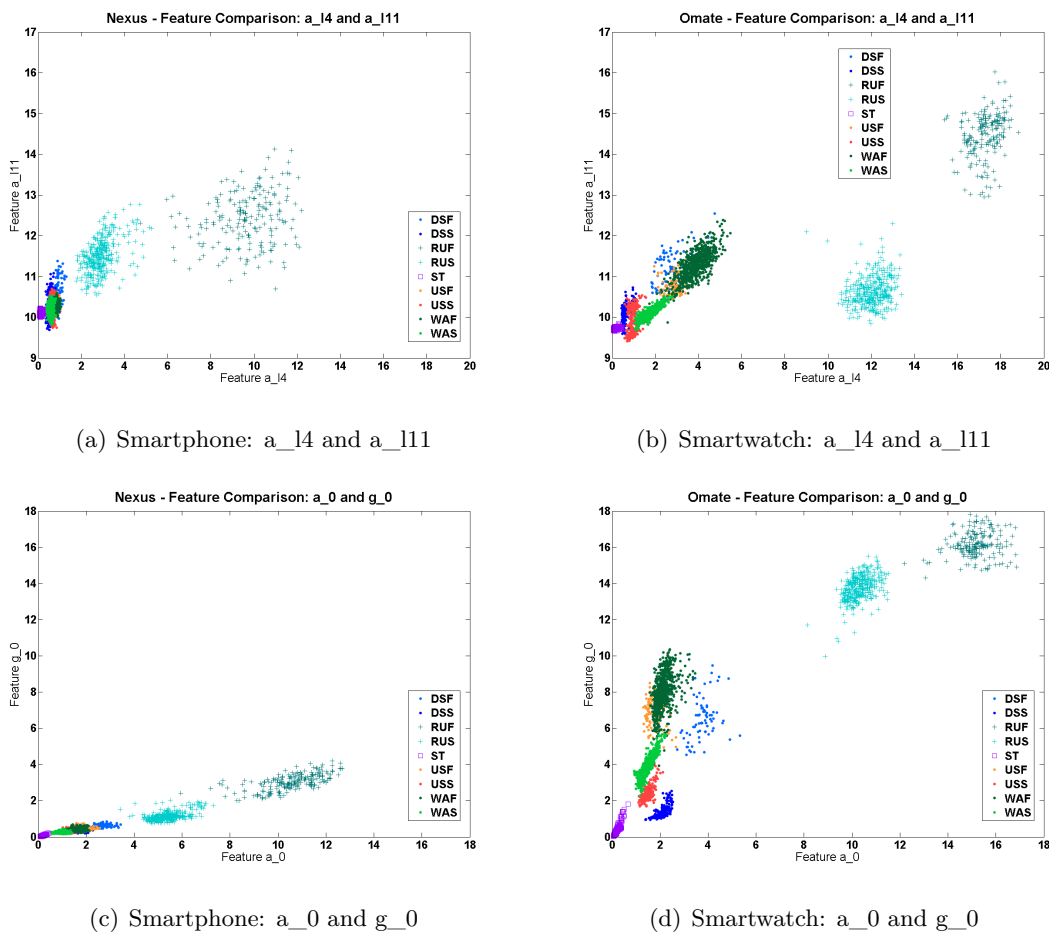 Nexus - Feature Comparison: a_l4 and a_l11
17
16
15
14
13
12
11
10
9
Feature a_l11
0 2 4 6 8 10 12 14 16 18 20
Feature a_l4
DSF
DSS
RUF
RUS
ST
USF
USS
WAF
WAS
(a) Smartphone: a_l4 and a_l11
Omate - Feature Comparison: a_l4 and a_l11
17
16
15
14
13
12
11
10
9
Feature a_l11
0 2 4 6 8 10 12 14 16 18 20
Feature a_l4
DSF
DSS
RUF
RUS
ST
USF
USS
WAF
WAS
(b) Smartwatch: a_l4 and a_l11
Nexus - Feature Comparison: a_0 and g_0
18
16
14
12
10
8
6
4
2
0
Feature g_0
0 2 4 6 8 10 12 14 16 18
Feature a_0
DSF
DSS
RUF
RUS
ST
USF
USS
WAF
WAS
(c) Smartphone: a_0 and g_0
Omate - Feature Comparison: a_0 and g_0
18
16
14
12
10
8
6
4
2
0
Feature g_0
0 2 4 6 8 10 12 14 16 18
Feature a_0
DSF
DSS
RUF
RUS
ST
USF
USS
WAF
WAS
(d) Smartwatch: a_0 and g_0